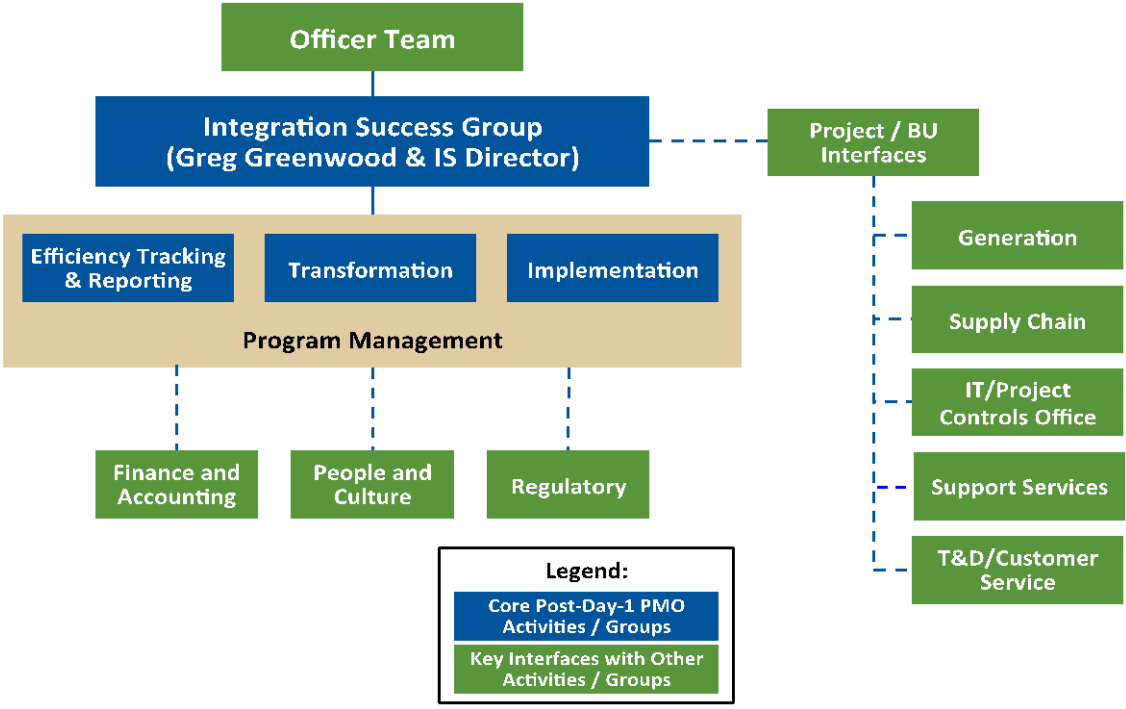 Officer Team
Integration Success Group
(Greg Greenwood & IS Director)
Project / BU
Interfaces
Efficiency Tracking
& Reporting
Transformation
Implementation
Program Management
Generation
Supply Chain
IT/Project
Controls Office
Support Services
T&D/Customer
Service
Finance and
Accounting
People and
Culture
Regulatory
Legend:
Core Post-Day-1 PMO
Activities / Groups
Key Interfaces with Other
Activities / Groups